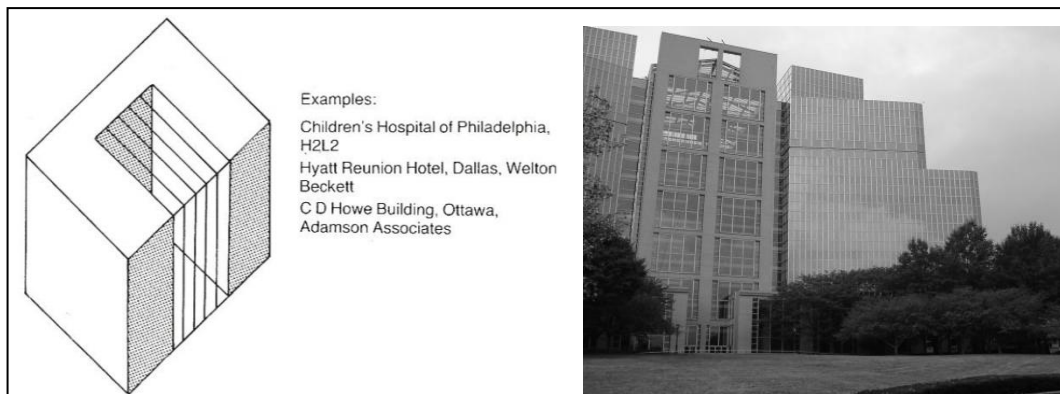 Examples:
Children's Hospital of Philadelphia,
H2L2
Hyatt Reunion Hotel, Dallas, Welton
Beckett
C D Howe Building, Ottawa,
Adamson Associates